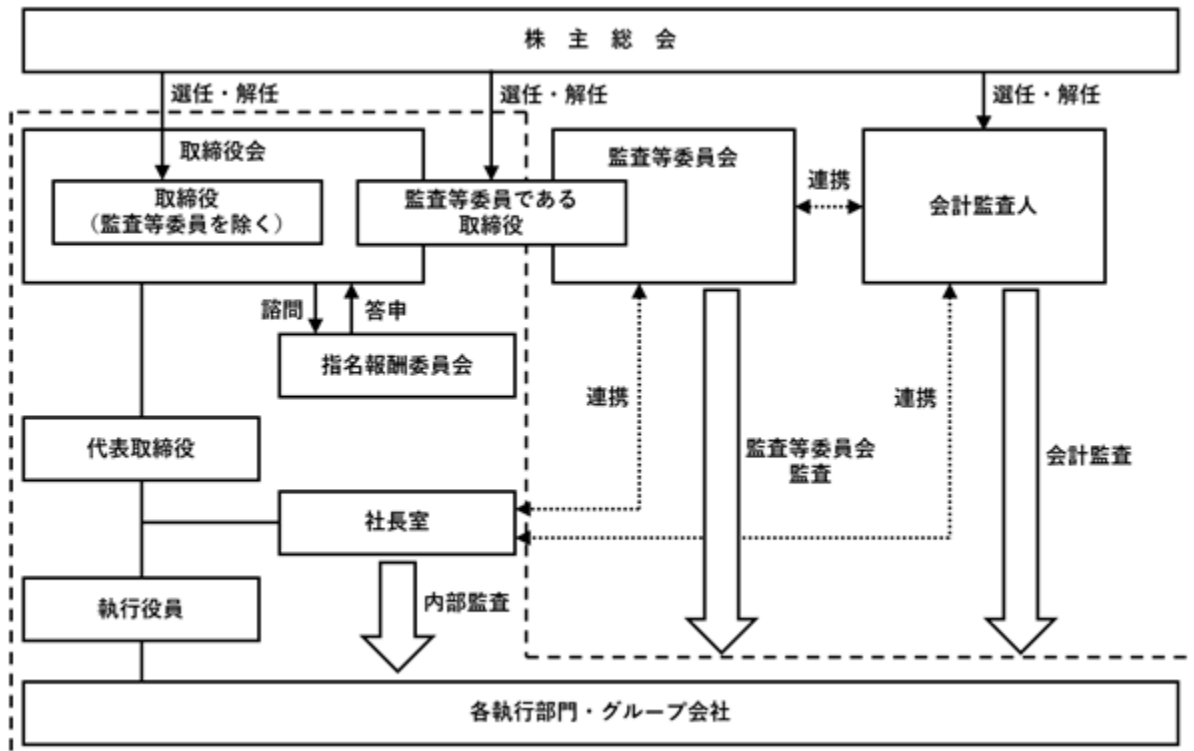 株 主 総 会
選任・解任
選任・解任
選任・解任
取締役会
取締役
（監査等委員を除く）
監査等委員である
取締役
監査等委員会
連携
会計監査人
諮問
答申
指名報酬委員会
連携
連携
代表取締役
監査等委員会
監査
会計監査
社長室
執行役員
内部監査
各執行部門・グループ会社